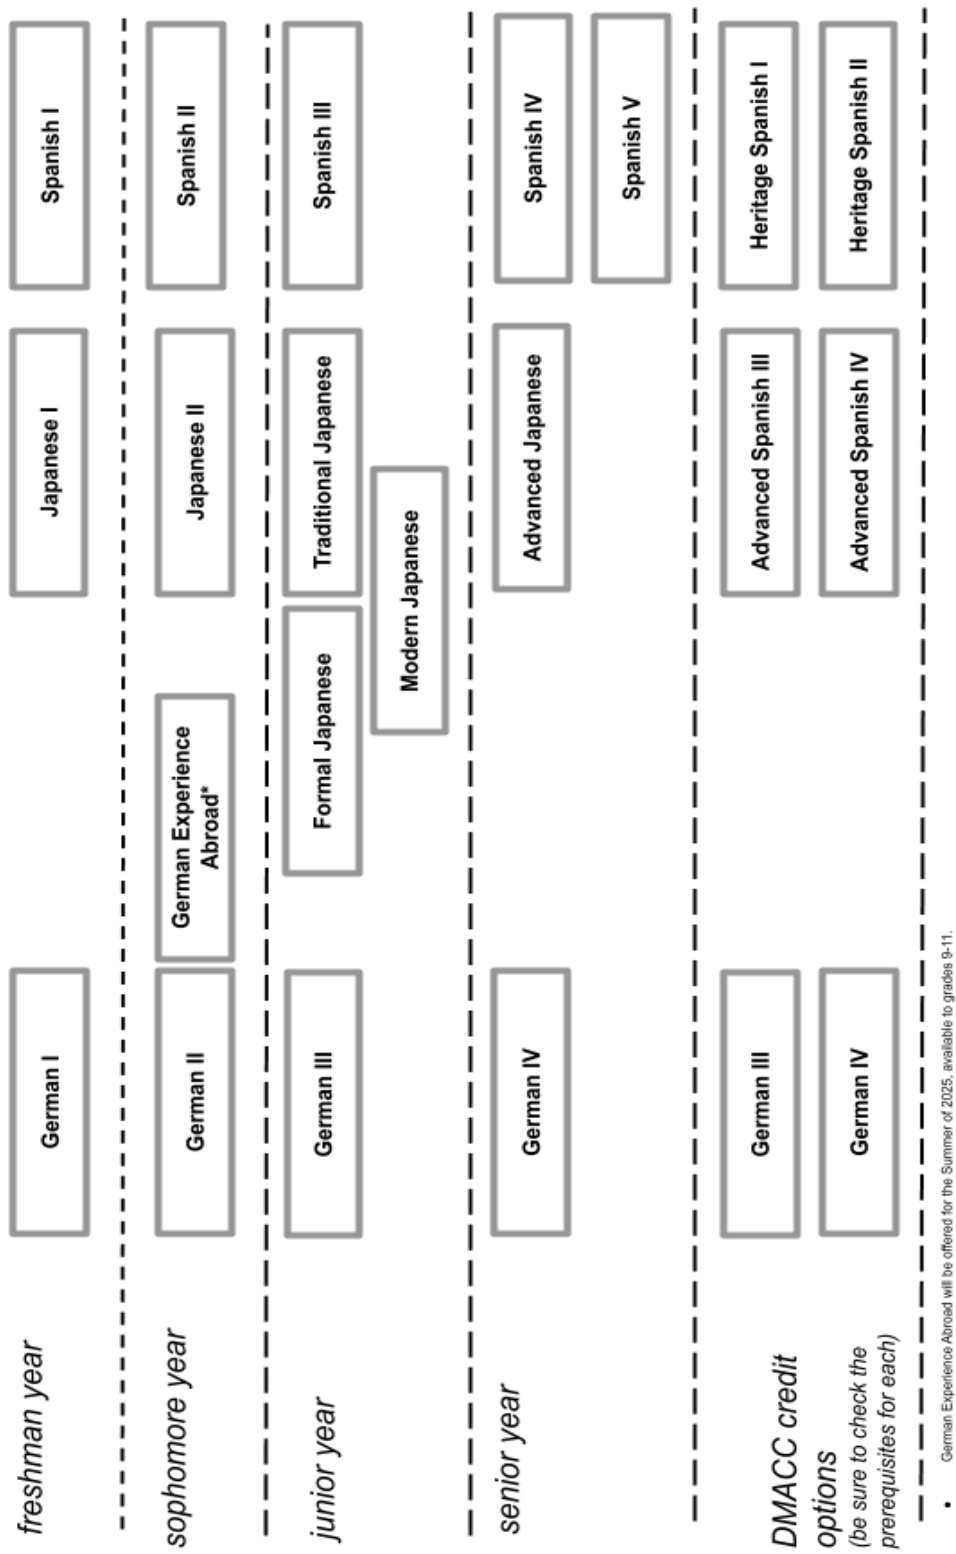 freshman year
German I
Japanese I
Spanish I
sophomore year
German II
German Experience
Abroad*
Japanese II
Spanish II
junior year
German III
Formal Japanese
Traditional Japanese
Modern Japanese
Spanish III
senior year
German IV
Advanced Japanese
Spanish IV
Spanish V
DMACC credit
options
(be sure to check the
prerequisites for each)
German III
Advanced Spanish III
Heritage Spanish I
German IV
Advanced Spanish IV
Heritage Spanish II
• German Experience Abroad will be offered for the Summer of 2025, available to grades 9-11.